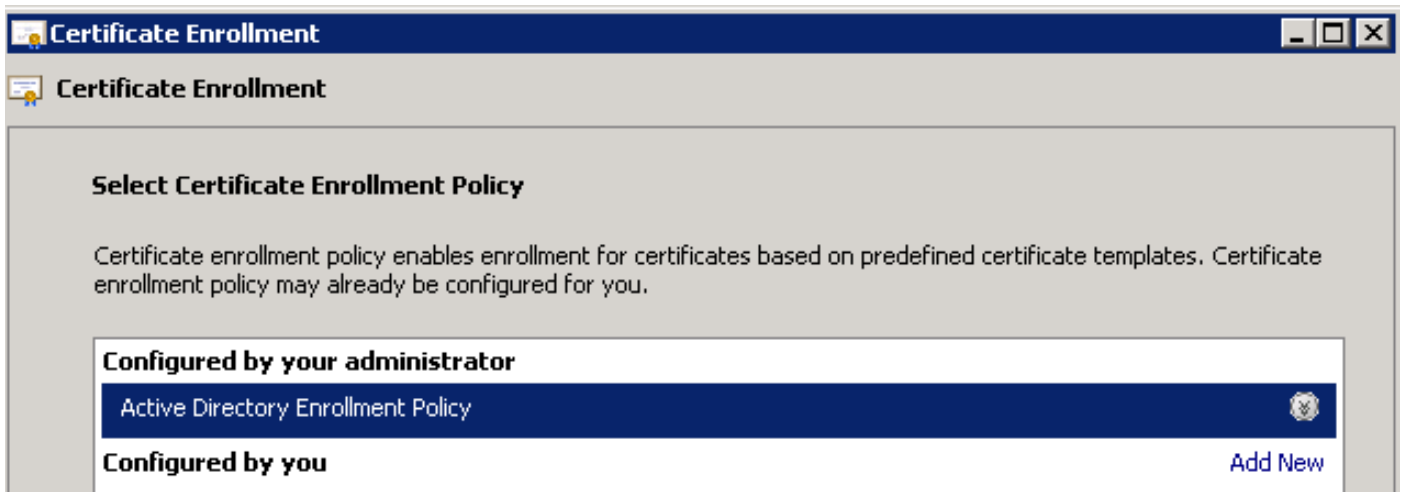 Certificate Enrollment
Certificate Enrollment
Select Certificate Enrollment Policy
Certificate enrollment policy enables enrollment for certificates based on predefined certificate templates. Certificate
enrollment policy may already be configured for you.
Configured by your administrator
Active Directory Enrollment Policy
Configured by you Add New